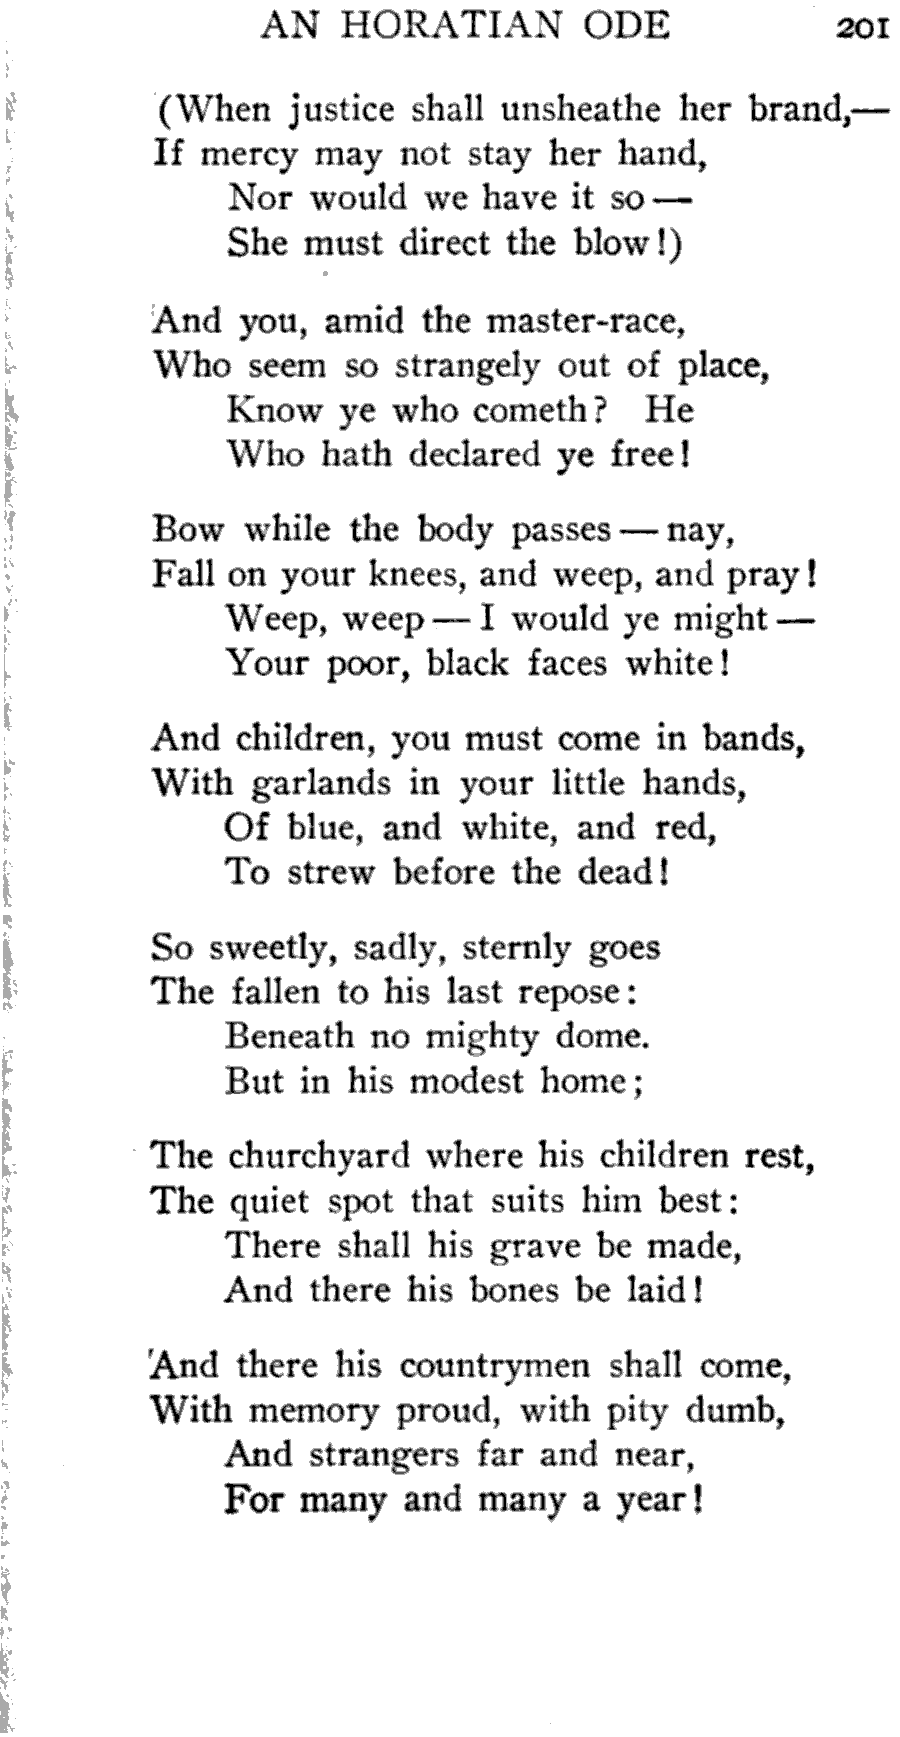 AN HORATIAN ODE 201
(When justice shall unsheathe her brand,—
If mercy may not stay her hand,
Nor would we have it so —
She must direct the blow!)
And you, amid the master-race,
Who seem so strangely out of place,
Know ye who cometh? He
Who hath declared ye free!
Bow while the body passes — nay,
Fall on your knees, and weep, and pray!
Weep, weep — I would ye might —
Your poor, black faces white!
And children, you must come in bands,
With garlands in your little hands,
Of blue, and white, and red,
To strew before the dead!
So sweetly, sadly, sternly goes
The fallen to his last repose:
Beneath no mighty dome.
But in his modest home;
The churchyard where his children rest,
The quiet spot that suits him best:
There shall his grave be made,
And there his bones be laid!
And there his countrymen shall come,
With memory proud, with pity dumb,
And strangers far and near,
For many and many a year!